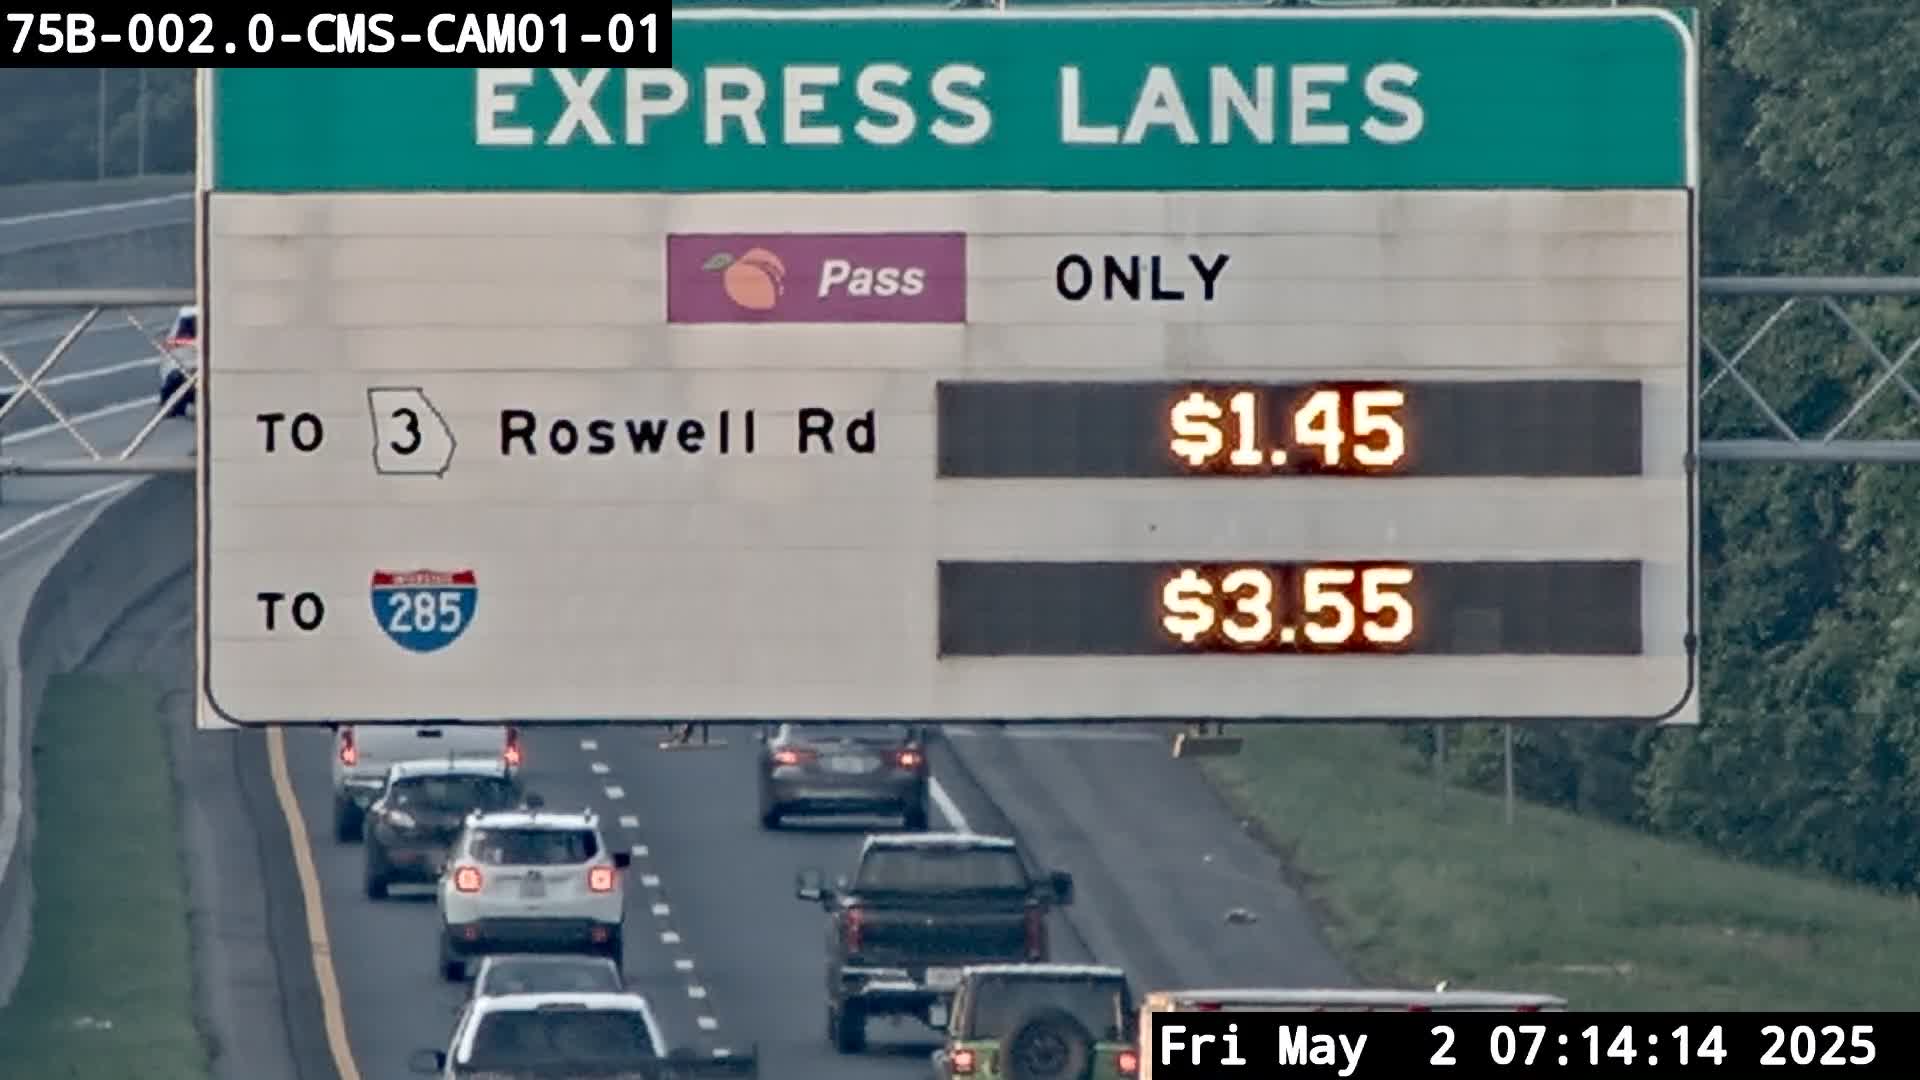 75B-002.0-CMS-CAM01-01
EXPRESS LANES
Pass ONLY
TO 3 Roswell Rd $1.45
TO INTERSTATE 285 $3.55
Fri May 2 07:14:14 2025